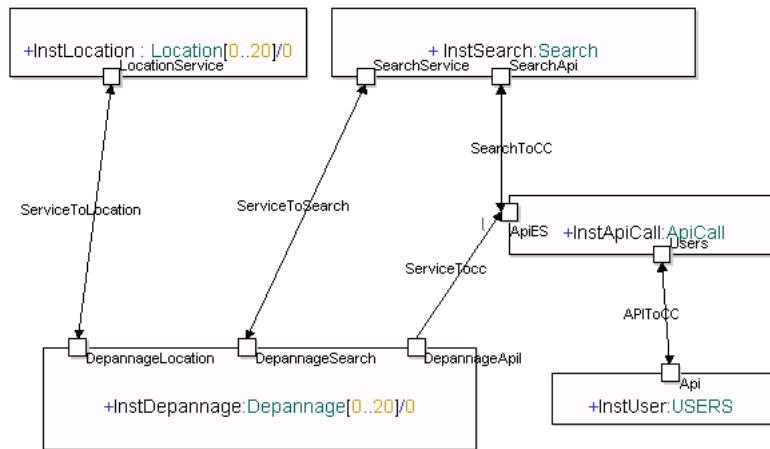 +InstLocation : Location[0..20]/0
+ InstSearch:Search
LocationService
SearchService
SearchApi
SearchToCC
ServiceToLocation
ServiceToSearch
ApiES
+InstApiCall:ApiCall
Users
ServiceTocc
APIToCC
DepannageLocation
DepannageSearch
DepannageApil
Api
+InstDepannage:Depannage[0..20]/0
+InstUser:USERS